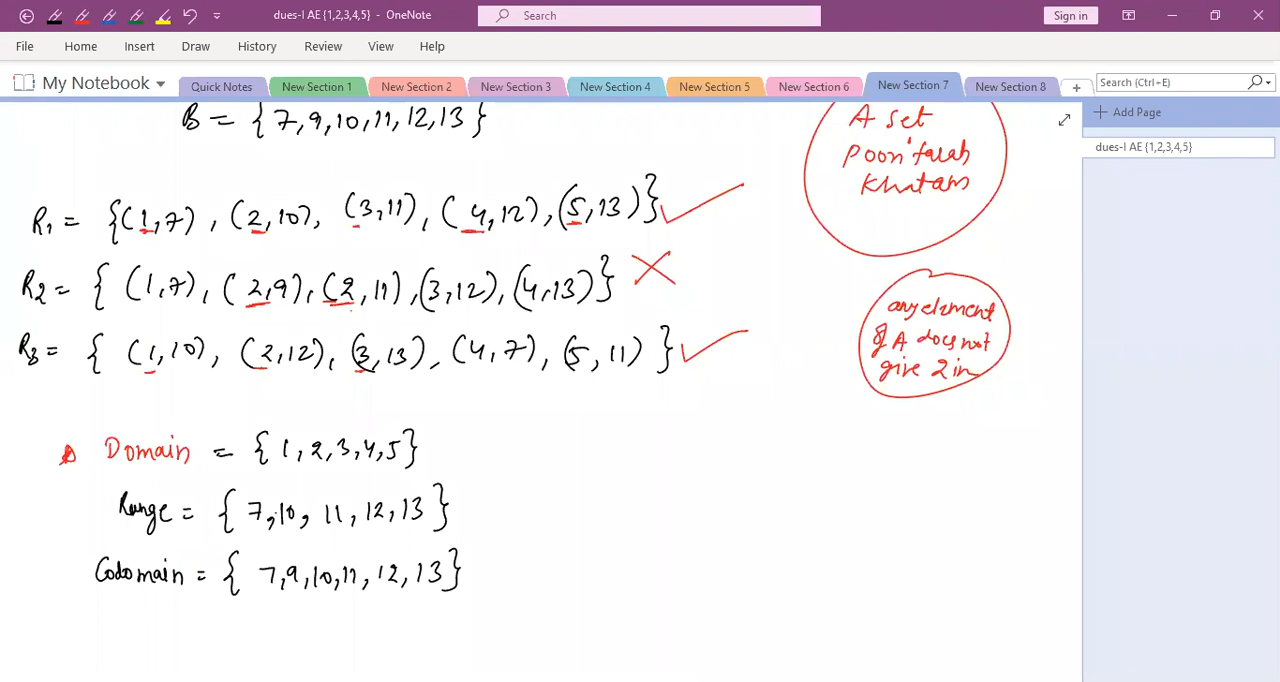 dues-I AE {1,2,3,4,5} - OneNote
Search
Sign in
File Home Insert Draw History Review View Help
My Notebook
Quick Notes New Section 1 New Section 2 New Section 3 New Section 4 New Section 5 New Section 6 New Section 7 New Section 8 +
Search (Ctrl+E)
+ Add Page
dues-I AE {1,2,3,4,5}
B = {7,9,10,11,12,13}
R1 = {(1,7), (2,10), (3,11), (4,12), (5,13)}
R2 = {(1,7), (2,9), (2,11), (3,12), (4,13)}
R3 = {(1,10), (2,12), (3,13), (4,7), (5,11)}
Domain = {1,2,3,4,5}
Range = {7,10, 11, 12, 13}
Codomain = {7,9,10,11, 12, 13}
A set
khatam
any element
of A does not
give 2 im